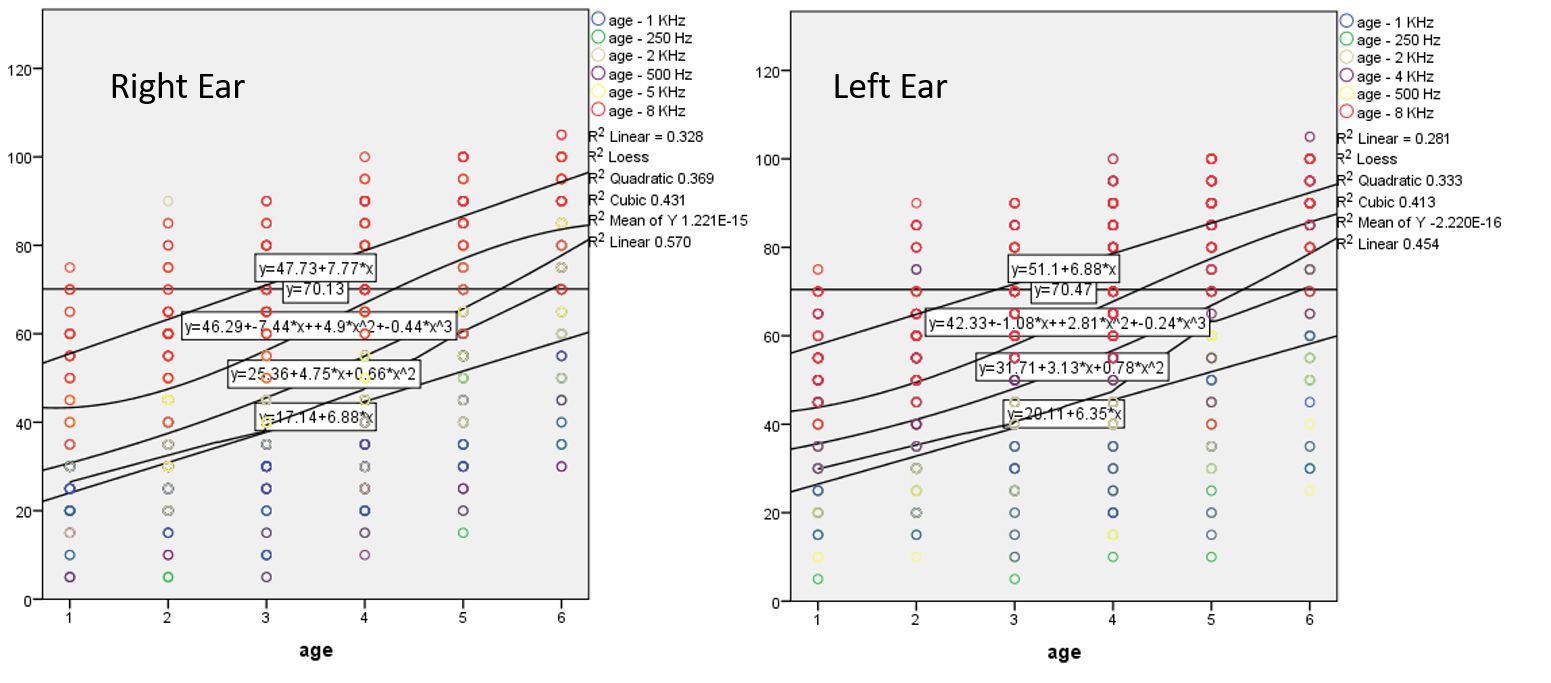 Right Ear
120
100
80
60
40
20
0
1
2
3
4
5
6
age
y=47.73+7.77*x
y=70.13
y=46.29+-7.44*x++4.9*x^2+-0.44*x^3
y=25.36+4.75*x+0.66*x^2
y=17.14+6.88*x
age - 1 KHz
age - 250 Hz
age - 2 KHz
age - 500 Hz
age - 5 KHz
age - 8 KHz
R2 Linear = 0.328
R2 Loess
R2 Quadratic 0.369
R2 Cubic 0.431
R2 Mean of Y 1.221E-15
R2 Linear 0.570
Left Ear
120
100
80
60
40
20
0
1
2
3
4
5
6
age
y=51.1+6.88*x
y=70.47
y=42.33+-1.08*x++2.81*x^2+-0.24*x^3
y=31.71+3.13*x+0.78*x^2
y=20.11+6.35*x
age - 1 KHz
age - 250 Hz
age - 2 KHz
age - 4 KHz
age - 500 Hz
age - 8 KHz
R2 Linear = 0.281
R2 Loess
R2 Quadratic 0.333
R2 Cubic 0.413
R2 Mean of Y -2.220E-16
R2 Linear 0.454